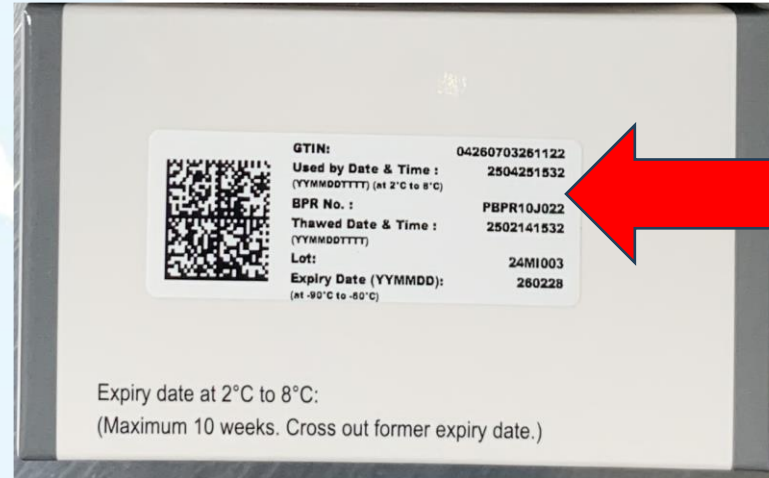 GTIN: 04260703261122
Used by Date & Time : 2504251532
(YYMMDDTTTT) (at 2°C to 8°C)
BPR No. : PBPR10J022
Thawed Date & Time : 2502141532
(YYMMDDTTTT)
Lot: 24MI003
Expiry Date (YYMMDD): 260228
(at -90°C to -60°C)
Expiry date at 2°C to 8°C:
(Maximum 10 weeks. Cross out former expiry date.)